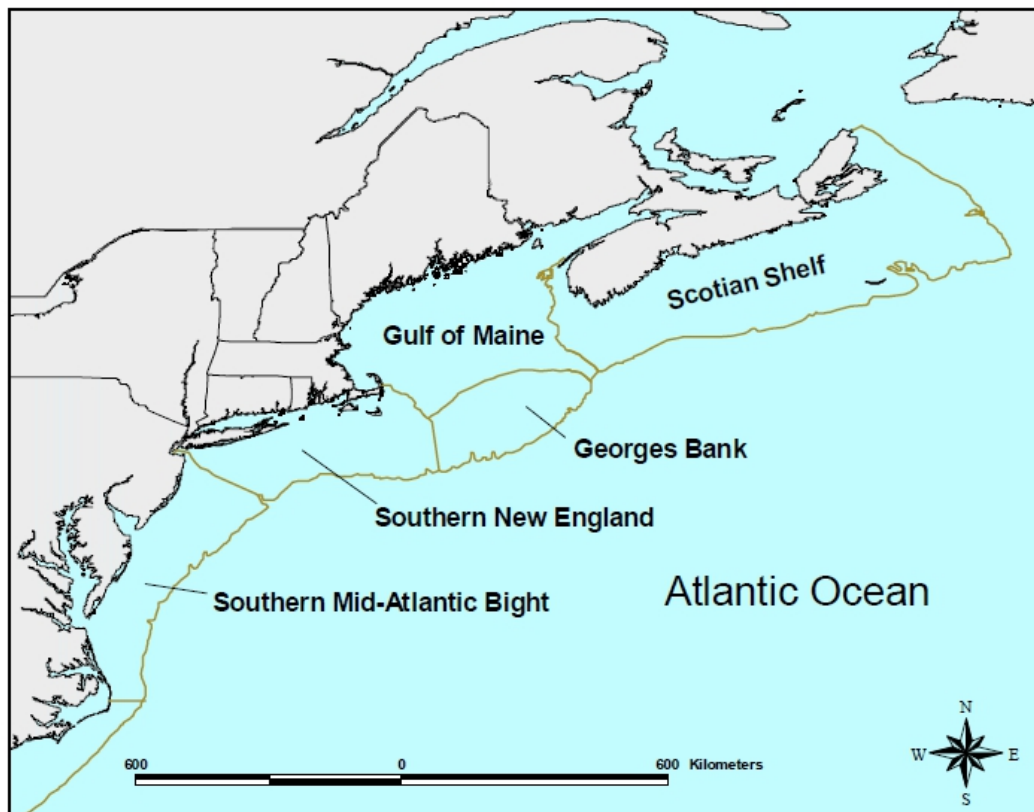 Scotian Shelf
Gulf of Maine
Georges Bank
Southern New England
Southern Mid-Atlantic Bight
Atlantic Ocean
N
W E
S
600 0 600 Kilometers